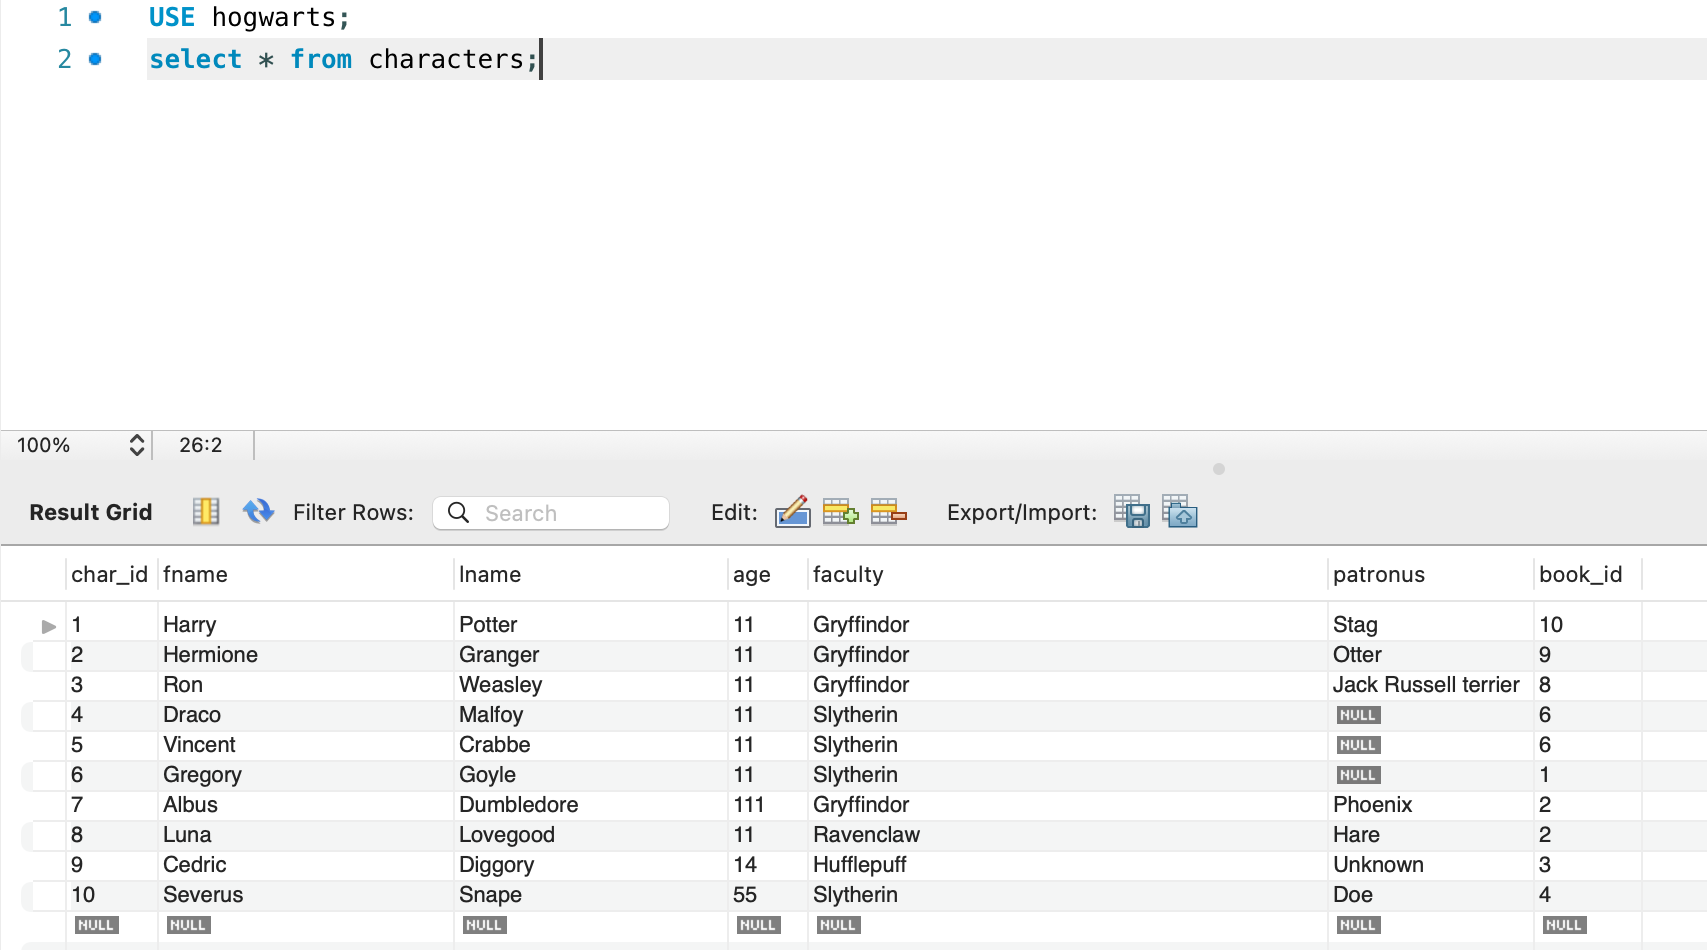 1 USE hogwarts;
2 select * from characters;
100% 26:2
Result Grid Filter Rows: Search Edit: Export/Import:
char_id fname lname age faculty patronus book_id
1 Harry Potter 11 Gryffindor Stag 10
2 Hermione Granger 11 Gryffindor Otter 9
3 Ron Weasley 11 Gryffindor Jack Russell terrier 8
4 Draco Malfoy 11 Slytherin NULL 6
5 Vincent Crabbe 11 Slytherin NULL 6
6 Gregory Goyle 11 Slytherin NULL 1
7 Albus Dumbledore 111 Gryffindor Phoenix 2
8 Luna Lovegood 11 Ravenclaw Hare 2
9 Cedric Diggory 14 Hufflepuff Unknown 3
10 Severus Snape 55 Slytherin Doe 4
NULL NULL NULL NULL NULL NULL NULL